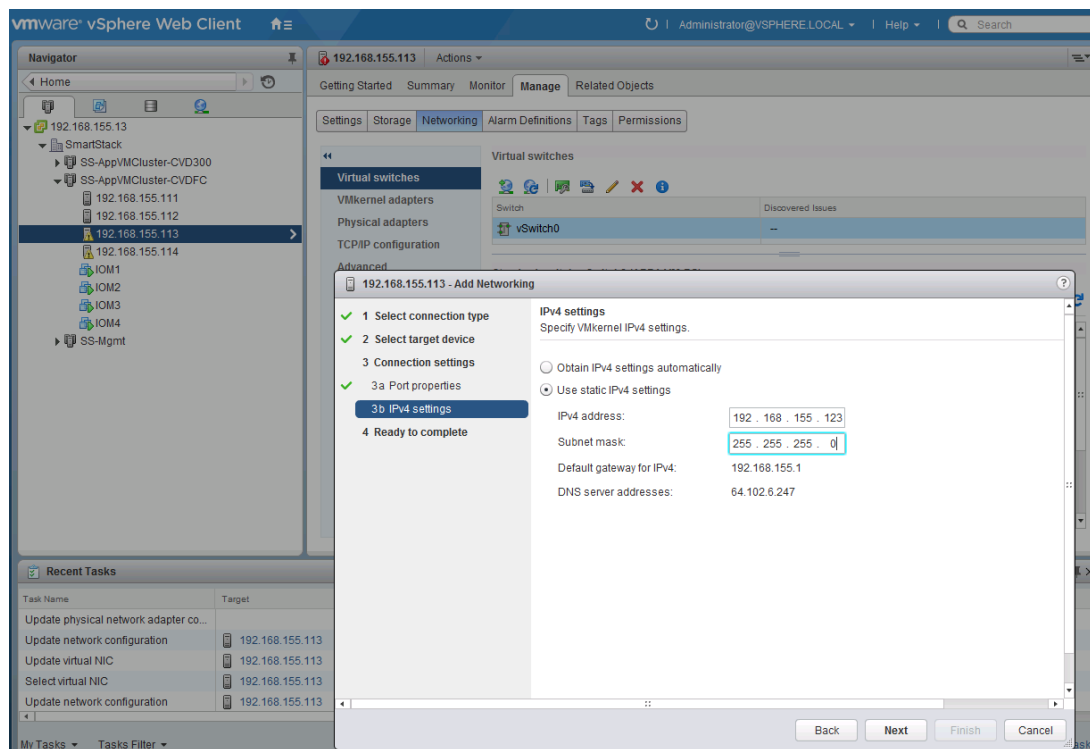 vmware® vSphere Web Client
Administrator@VSPHERE.LOCAL
Help
Search
Navigator
Home
192.168.155.13
SmartStack
SS-AppVMCluster-CVD300
SS-AppVMCluster-CVDFC
192.168.155.111
192.168.155.112
192.168.155.113
192.168.155.114
IOM1
IOM2
IOM3
IOM4
SS-Mgmt
192.168.155.113 Actions
Getting Started Summary Monitor Manage Related Objects
Settings Storage Networking Alarm Definitions Tags Permissions
Virtual switches
VMkernel adapters
Physical adapters
TCP/IP configuration
Advanced
Virtual switches
Switch Discovered Issues
vSwitch0 --
192.168.155.113 - Add Networking
1 Select connection type
2 Select target device
3 Connection settings
3a Port properties
3b IPv4 settings
4 Ready to complete
IPv4 settings
Specify VMkernel IPv4 settings.
Obtain IPv4 settings automatically
Use static IPv4 settings
IPv4 address: 192 . 168 . 155 . 123
Subnet mask: 255 . 255 . 255 . 0
Default gateway for IPv4: 192.168.155.1
DNS server addresses: 64.102.6.247
Back Next Finish Cancel
Recent Tasks
Task Name Target
Update physical network adapter co...
Update network configuration 192.168.155.113
Update virtual NIC 192.168.155.113
Select virtual NIC 192.168.155.113
Update network configuration 192.168.155.113
My Tasks Tasks Filter